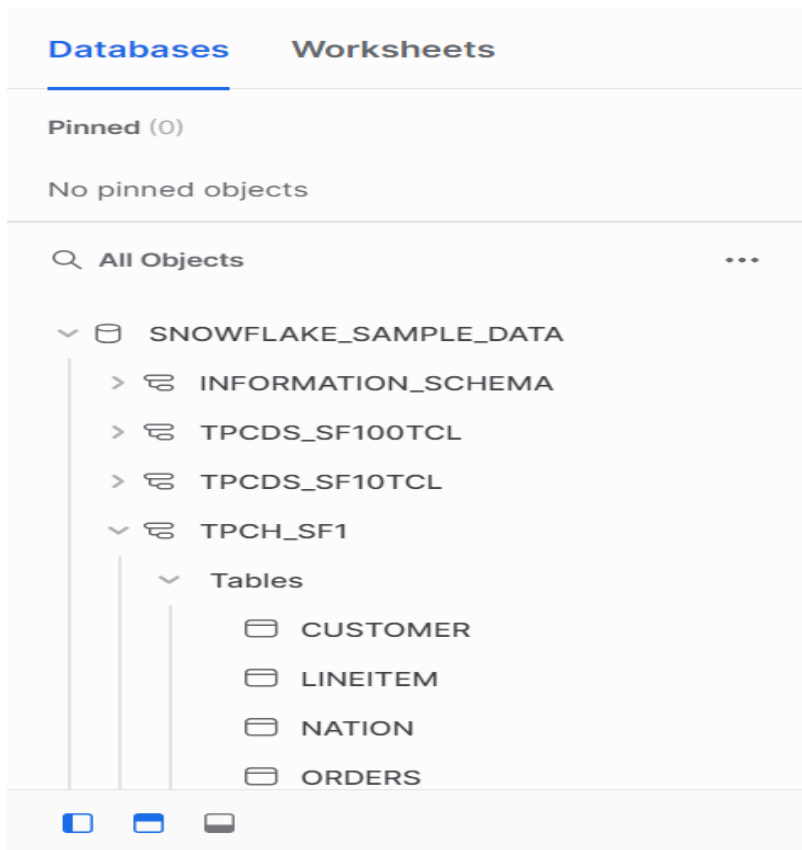 Databases Worksheets
Pinned (0)
No pinned objects
All Objects
SNOWFLAKE_SAMPLE_DATA
INFORMATION_SCHEMA
TPCDS_SF100TCL
TPCDS_SF10TCL
TPCH_SF1
Tables
CUSTOMER
LINEITEM
NATION
ORDERS